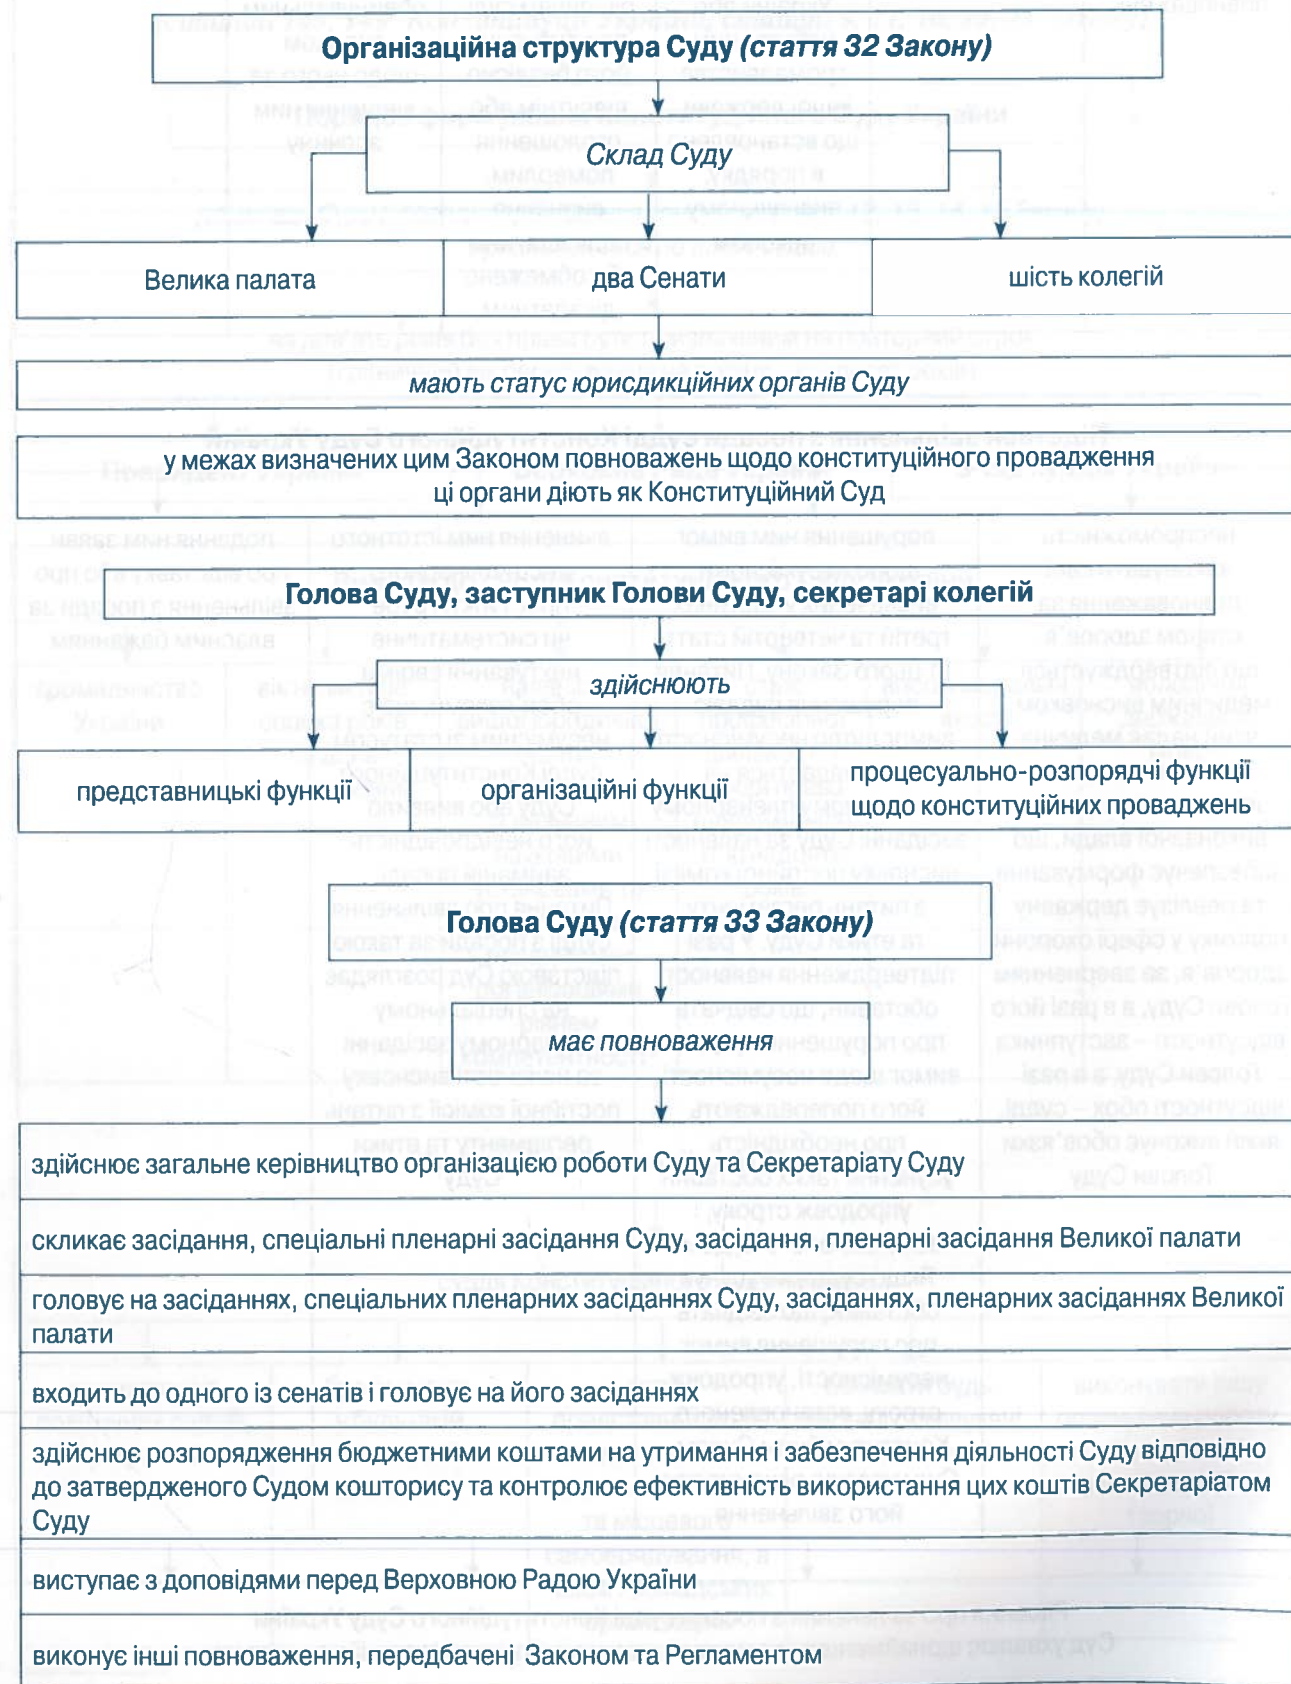 Організаційна структура Суду (стаття 32 Закону)
Склад Суду
Велика палата
два Сенати
шість колегій
мають статус юрисдикційних органів Суду
у межах визначених цим Законом повноважень щодо конституційного провадження
ці органи діють як Конституційний Суд
Голова Суду, заступник Голови Суду, секретарі колегій
здійснюють
представницькі функції
організаційні функції
процесуально-розпорядчі функції
щодо конституційних проваджень
Голова Суду (стаття 33 Закону)
має повноваження
здійснює загальне керівництво організацією роботи Суду та Секретаріату Суду
скликає засідання, спеціальні пленарні засідання Суду, засідання, пленарні засідання Великої палати
головує на засіданнях, спеціальних пленарних засіданнях Суду, засіданнях, пленарних засіданнях Великої
палати
входить до одного із сенатів і головує на його засіданнях
здійснює розпорядження бюджетними коштами на утримання і забезпечення діяльності Суду відповідно
до затвердженого Судом кошторису та контролює ефективність використання цих коштів Секретаріатом
Суду
виступає з доповідями перед Верховною Радою України
виконує інші повноваження, передбачені Законом та Регламентом